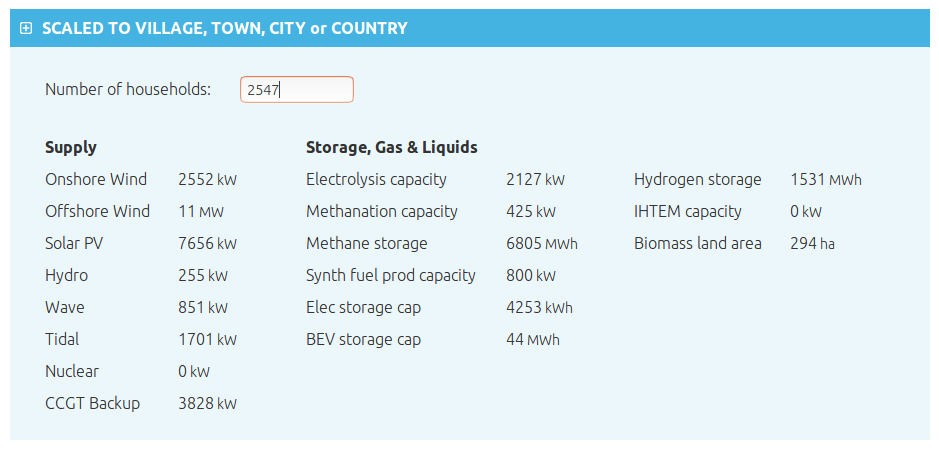 SCALED TO VILLAGE, TOWN, CITY or COUNTRY
Number of households: 2547
Supply Storage, Gas & Liquids
Onshore Wind 2552 kW Electrolysis capacity 2127 kW Hydrogen storage 1531 MWh
Offshore Wind 11 MW Methanation capacity 425 kW IHTEM capacity 0 kW
Solar PV 7656 kW Methane storage 6805 MWh Biomass land area 294 ha
Hydro 255 kW Synth fuel prod capacity 800 kW
Wave 851 kW Elec storage cap 4253 kWh
Tidal 1701 kW BEV storage cap 44 MWh
Nuclear 0 kW
CCGT Backup 3828 kW